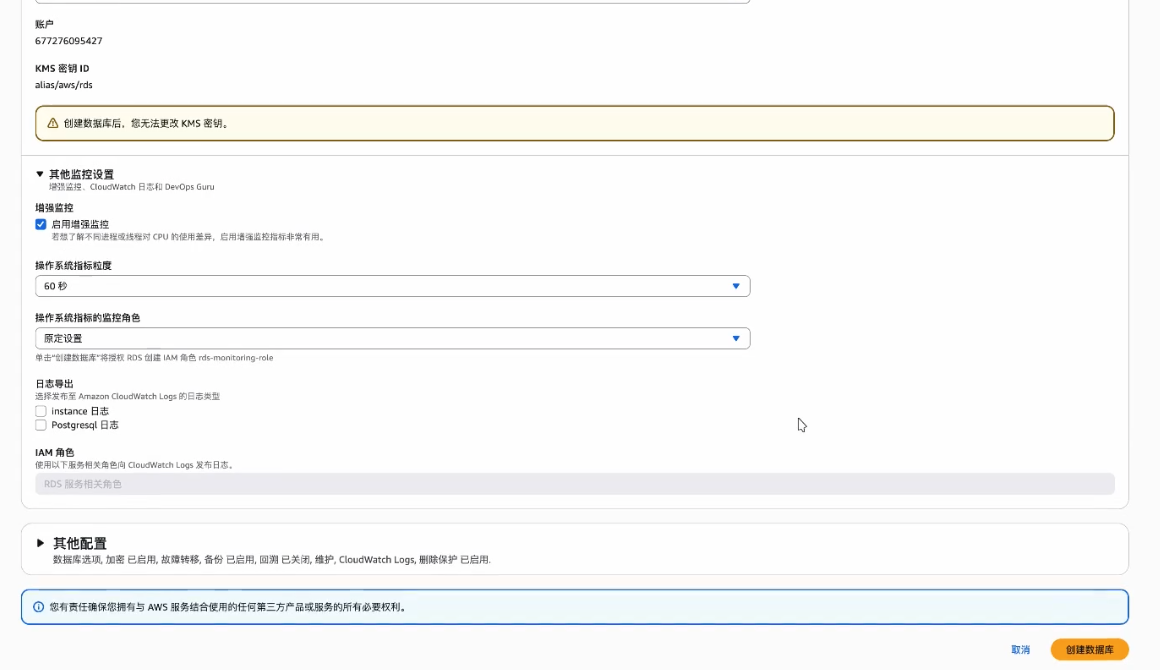 账户
677276095427
KMS 密钥 ID
alias/aws/rds
创建数据库后，您无法更改 KMS 密钥。
其他监控设置
增强监控、CloudWatch 日志和 DevOps Guru
增强监控
启用增强监控
若想了解不同进程或线程对 CPU 的使用差异，启用增强监控指标非常有用。
操作系统指标粒度
60 秒
操作系统指标的监控角色
原定设置
单击“创建数据库”将授权 RDS 创建 IAM 角色 rds-monitoring-role
日志导出
选择发布至 Amazon CloudWatch Logs 的日志类型
instance 日志
Postgresql 日志
IAM 角色
使用以下服务相关角色向 CloudWatch Logs 发布日志。
RDS 服务相关角色
其他配置
数据库选项, 加密 已启用, 故障转移, 备份 已启用, 回溯 已关闭, 维护, CloudWatch Logs, 删除保护 已启用.
您有责任确保您拥有与 AWS 服务结合使用的任何第三方产品或服务的所有必要权利。
取消
创建数据库